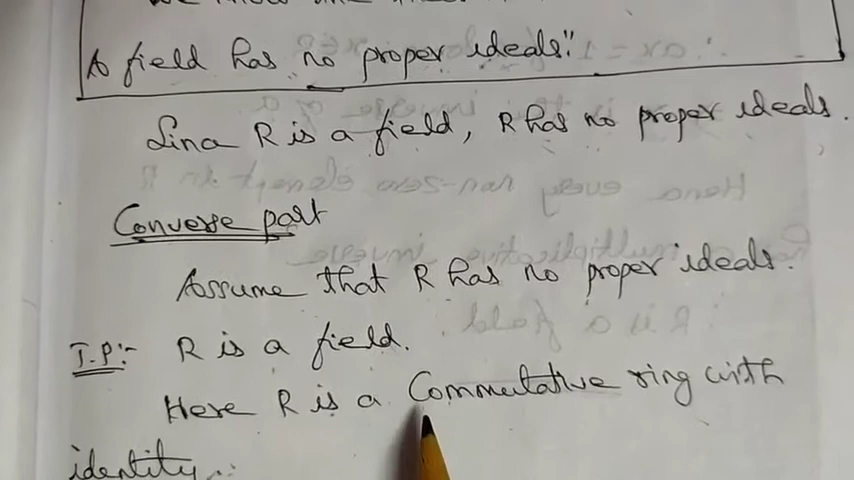 A field has no proper ideals."
Since R is a field, R has no proper ideals.
Converse part
Assume that R has no proper ideals.
T.P:- R is a field.
Here R is a Commutative ring with
identity.